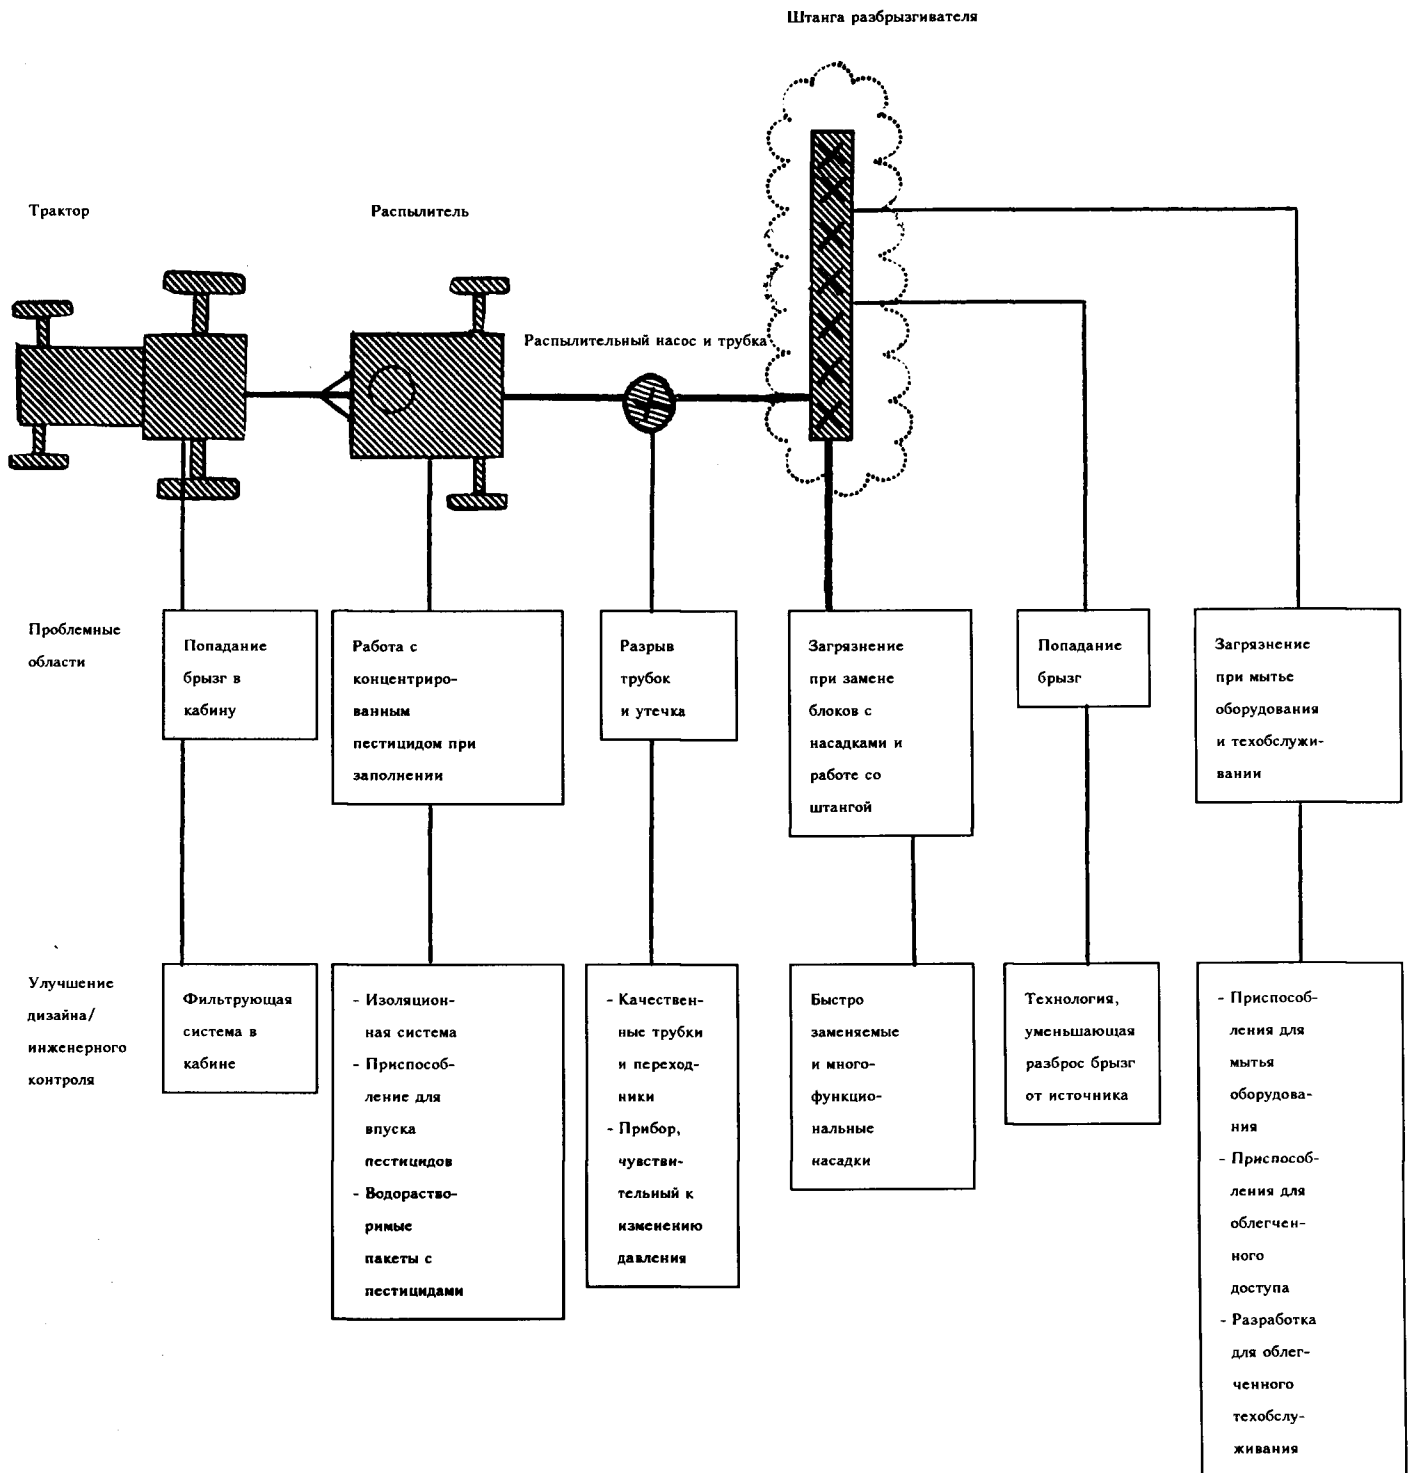 Штанга разбрызгивателя
Трактор
Распылитель
Распылительный насос и трубка
Проблемные
области
Попадание
брызг в
кабину
Работа с
концентриро-
ванным
пестицидом при
заполнении
Разрыв
трубок
и утечка
Загрязнение
при замене
блоков с
насадками и
работе со
штангой
Попадание
брызг
Загрязнение
при мытье
оборудования
и техобслужи-
вании
Улучшение
дизайна/
инженерного
контроля
Фильтрующая
система в
кабине
- Изоляцион-
ная система
- Приспособ-
ление для
впуска
пестицидов
- Водораство-
римые
пакеты с
пестицидами
- Качествен-
ные трубки
и переход-
ники
- Прибор,
чувстви-
тельный к
изменению
давления
Быстро
заменяемые
и много-
функцио-
нальные
насадки
Технология,
уменьшающая
разброс брызг
от источника
- Приспособ-
ления для
мытья
оборудова-
ния
- Приспособ-
ления для
облегчен-
ного
доступа
- Разработка
для облег-
ченного
техобслу-
живания